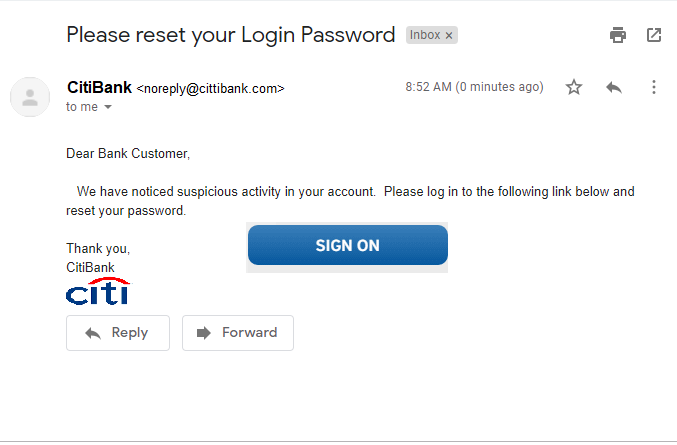 Please reset your Login Password Inbox x
CitiBank <noreply@cittibank.com> 8:52 AM (0 minutes ago)
to me
Dear Bank Customer,
We have noticed suspicious activity in your account. Please log in to the following link below and
reset your password.
SIGN ON
Thank you,
CitiBank
citi
Reply Forward